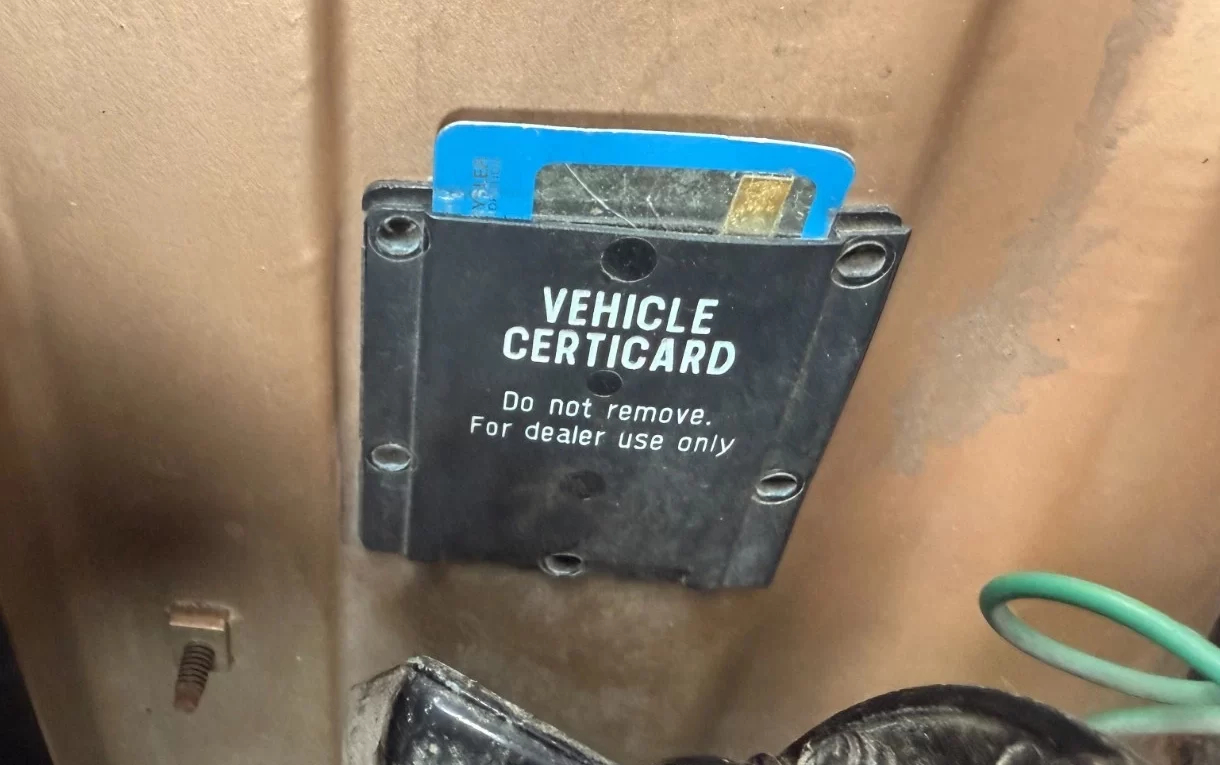 VEHICLE
CERTICARD
Do not remove.
For dealer use only